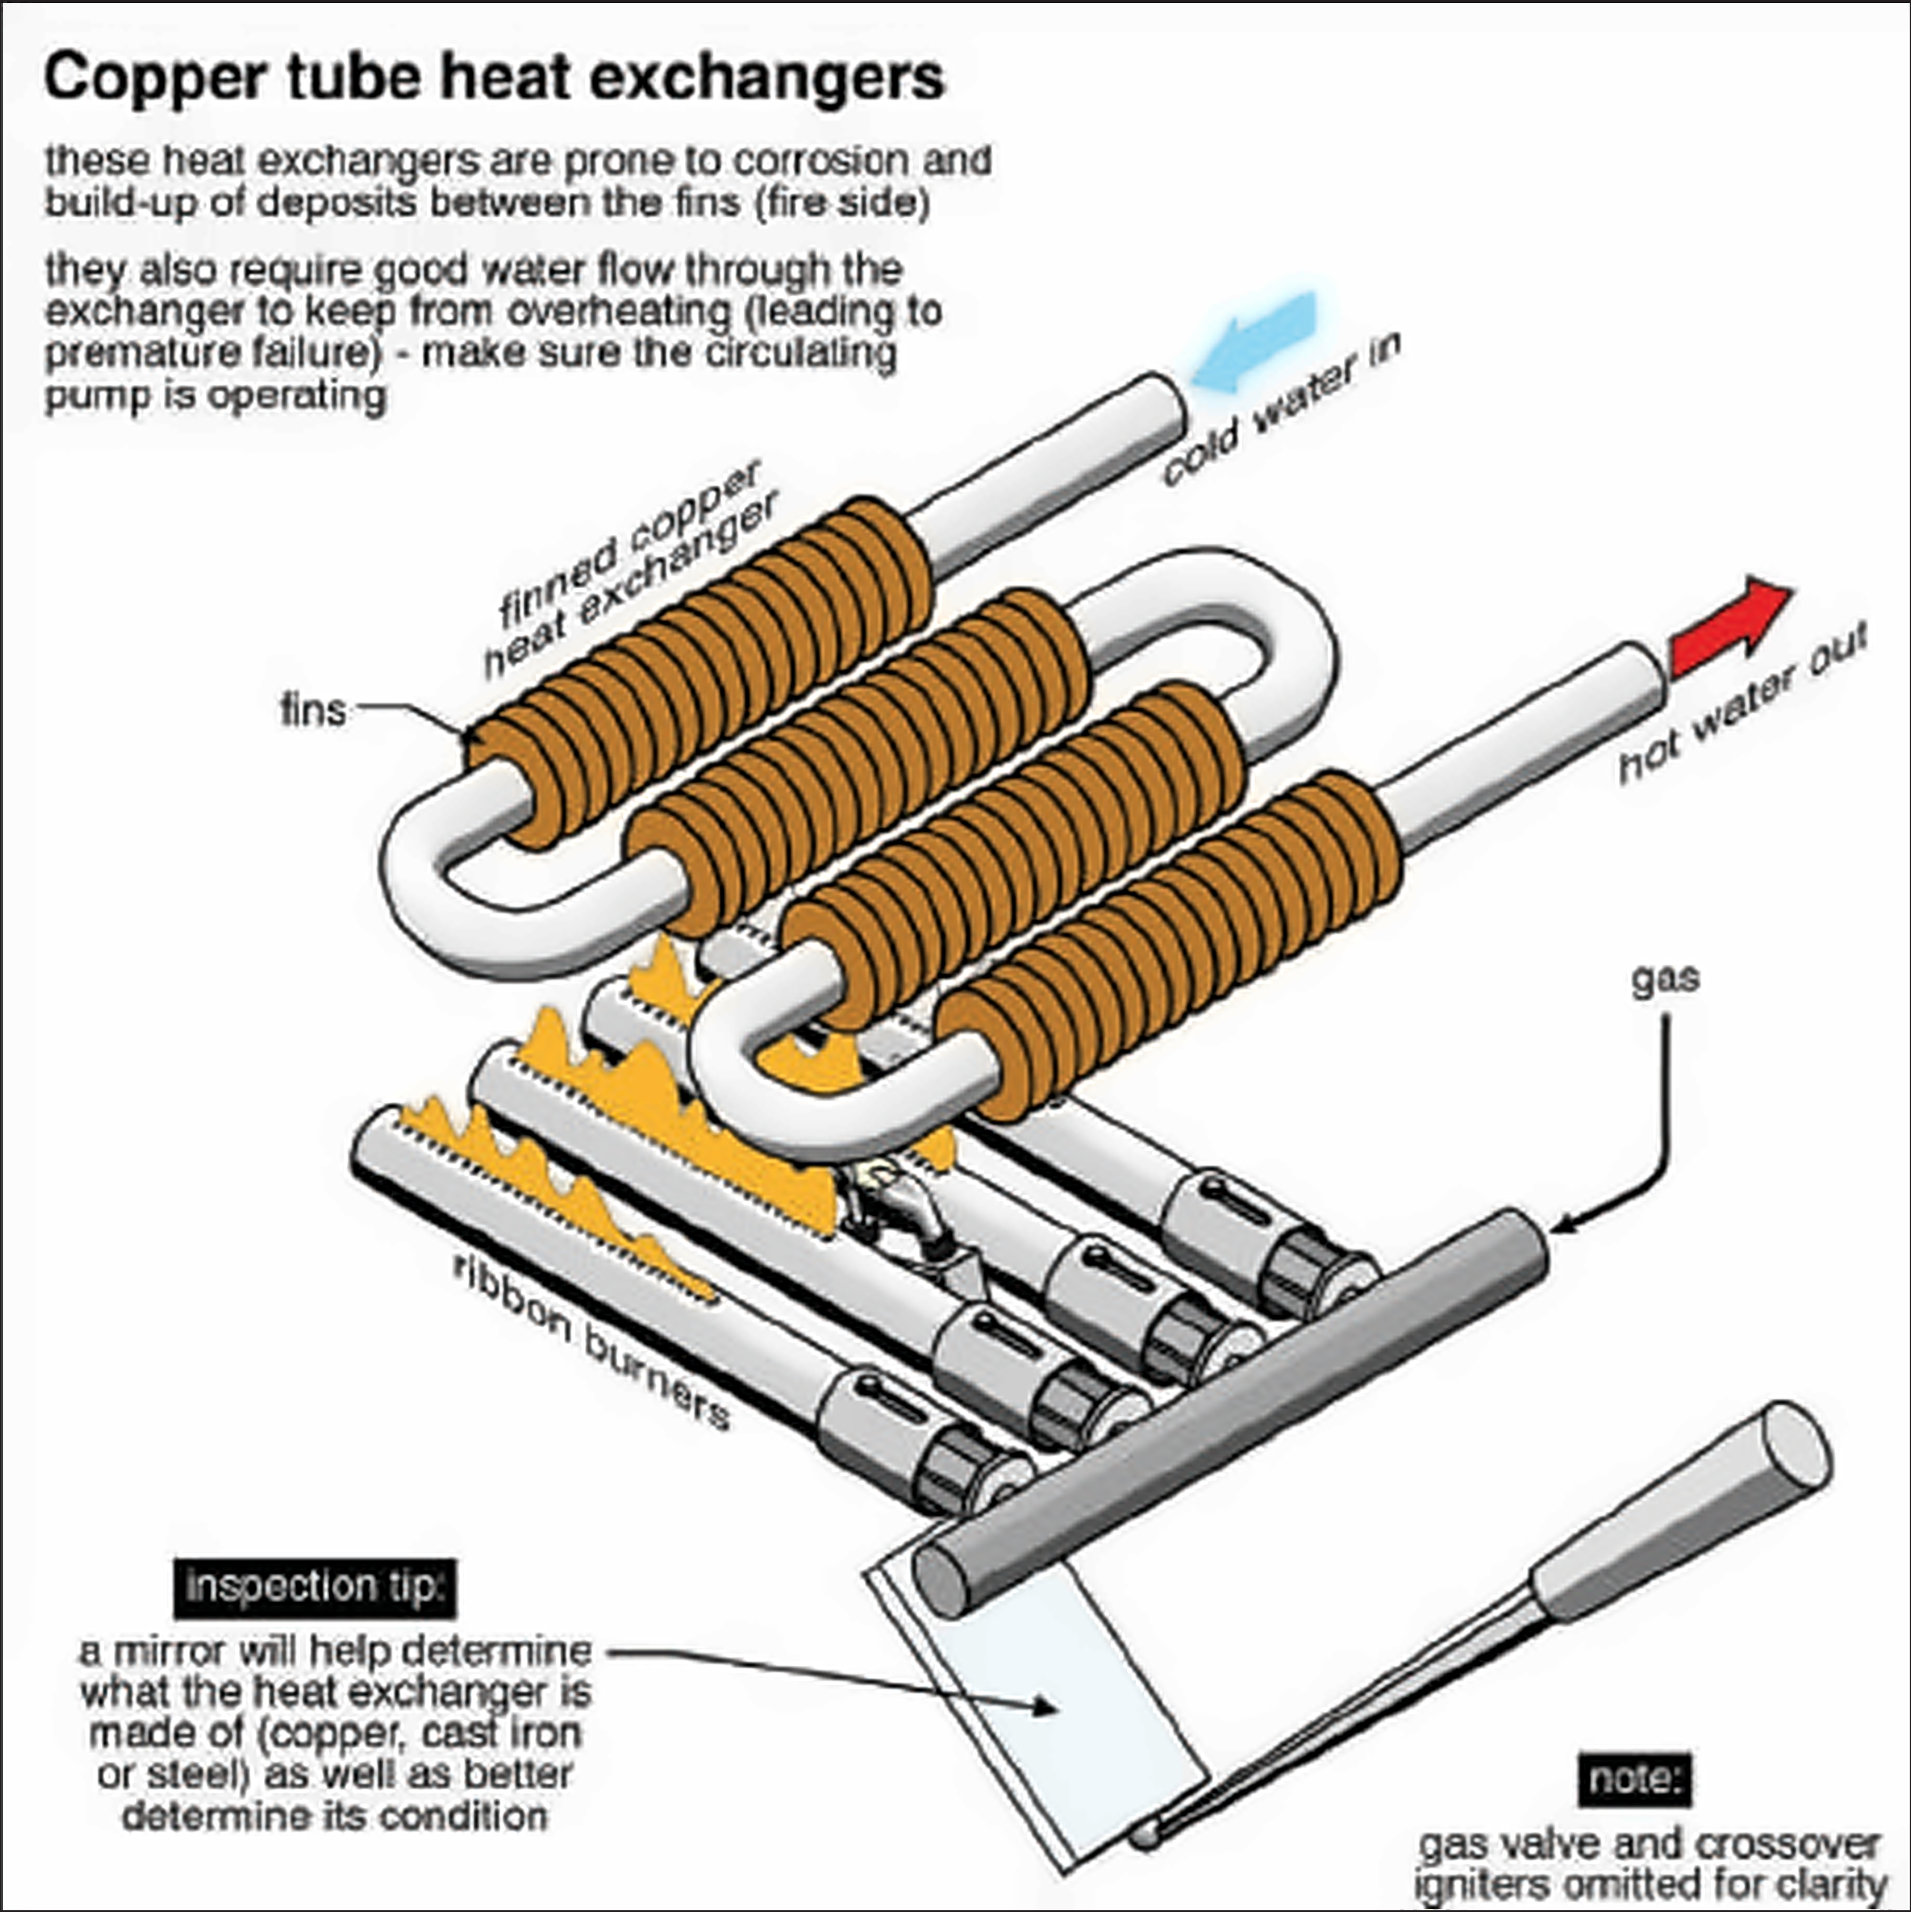 Copper tube heat exchangers
these heat exchangers are prone to corrosion and
build-up of deposits between the fins (fire side)
they also require good water flow through the
exchanger to keep from overheating (leading to
premature failure) - make sure the circulating
pump is operating
cold water in
finned copper
heat exchanger
hot water out
fins
gas
ribbon burners
inspection tip:
a mirror will help determine
what the heat exchanger is
made of (copper, cast iron
or steel) as well as better
determine its condition
note:
gas valve and crossover
igniters omitted for clarity